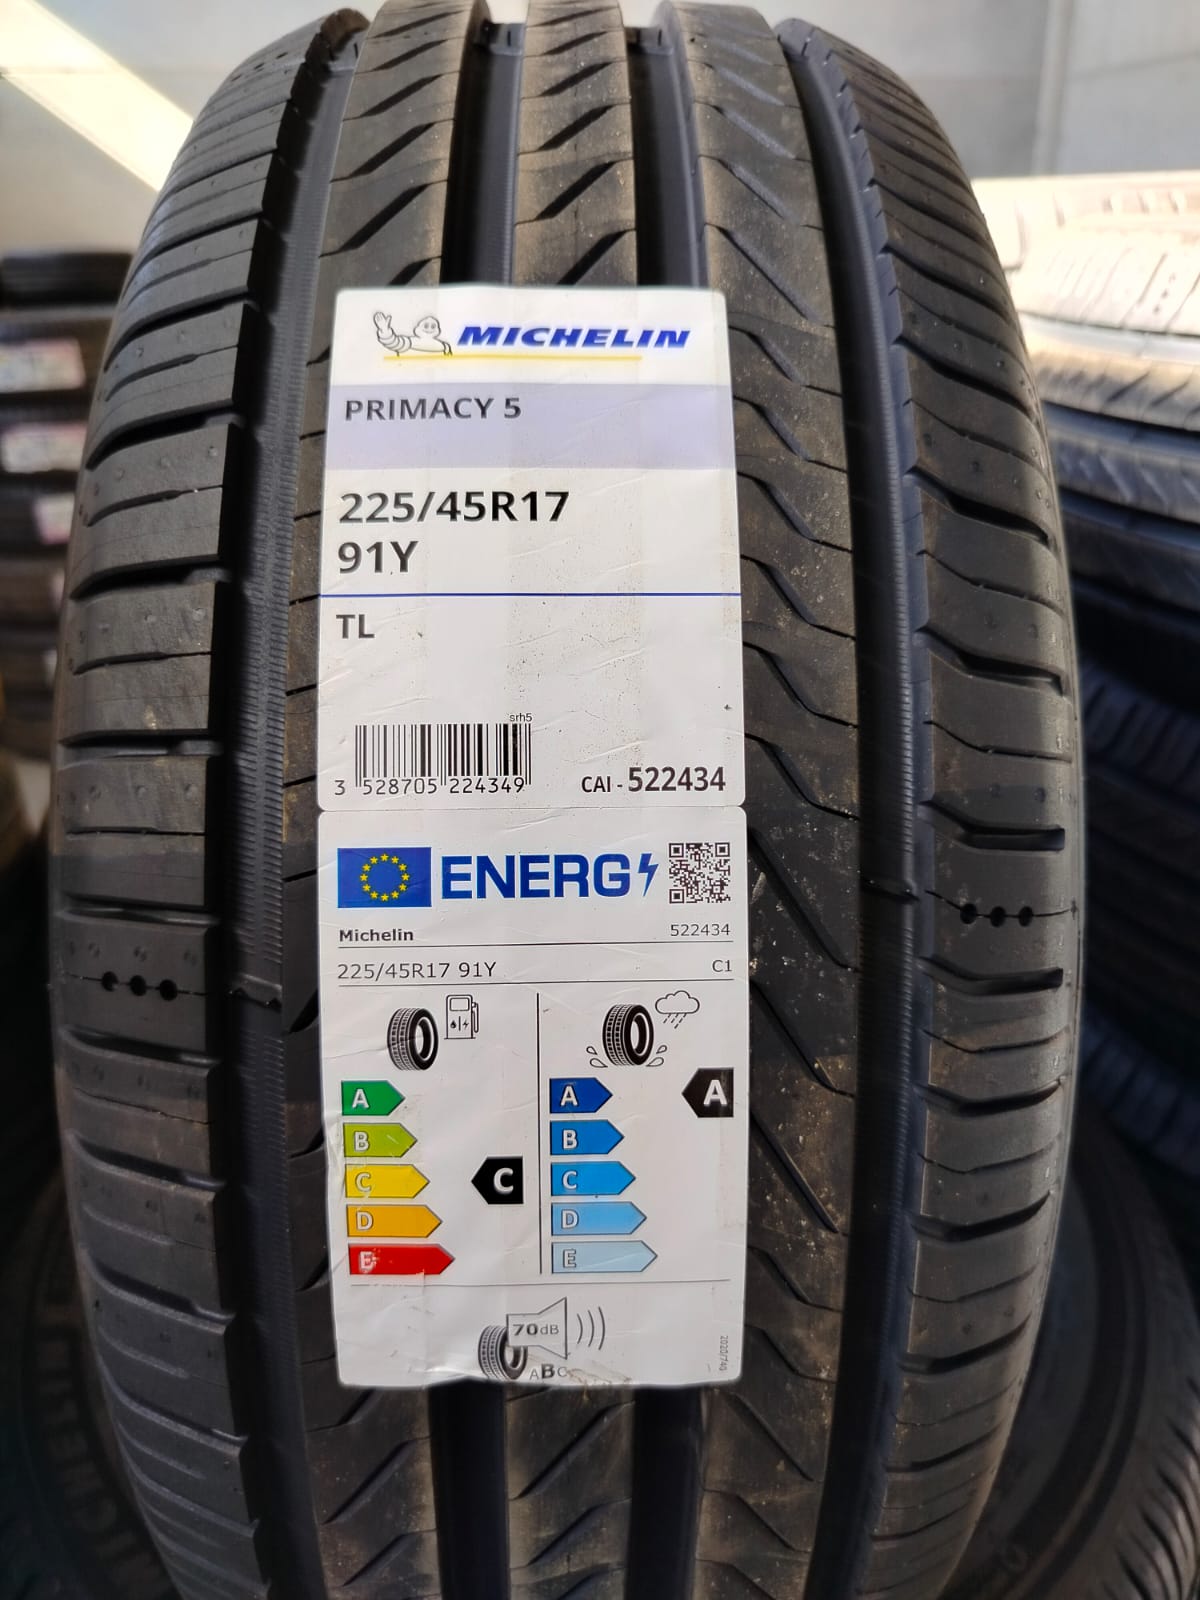 MICHELIN
PRIMACY 5
225/45R17
91Y
TL
srh5
3 528705 224349
CAI - 522434
ENERG
Michelin 522434
225/45R17 91Y C1
A A A
B B
C C C
D D
E E
70dB
ABC
2020/740